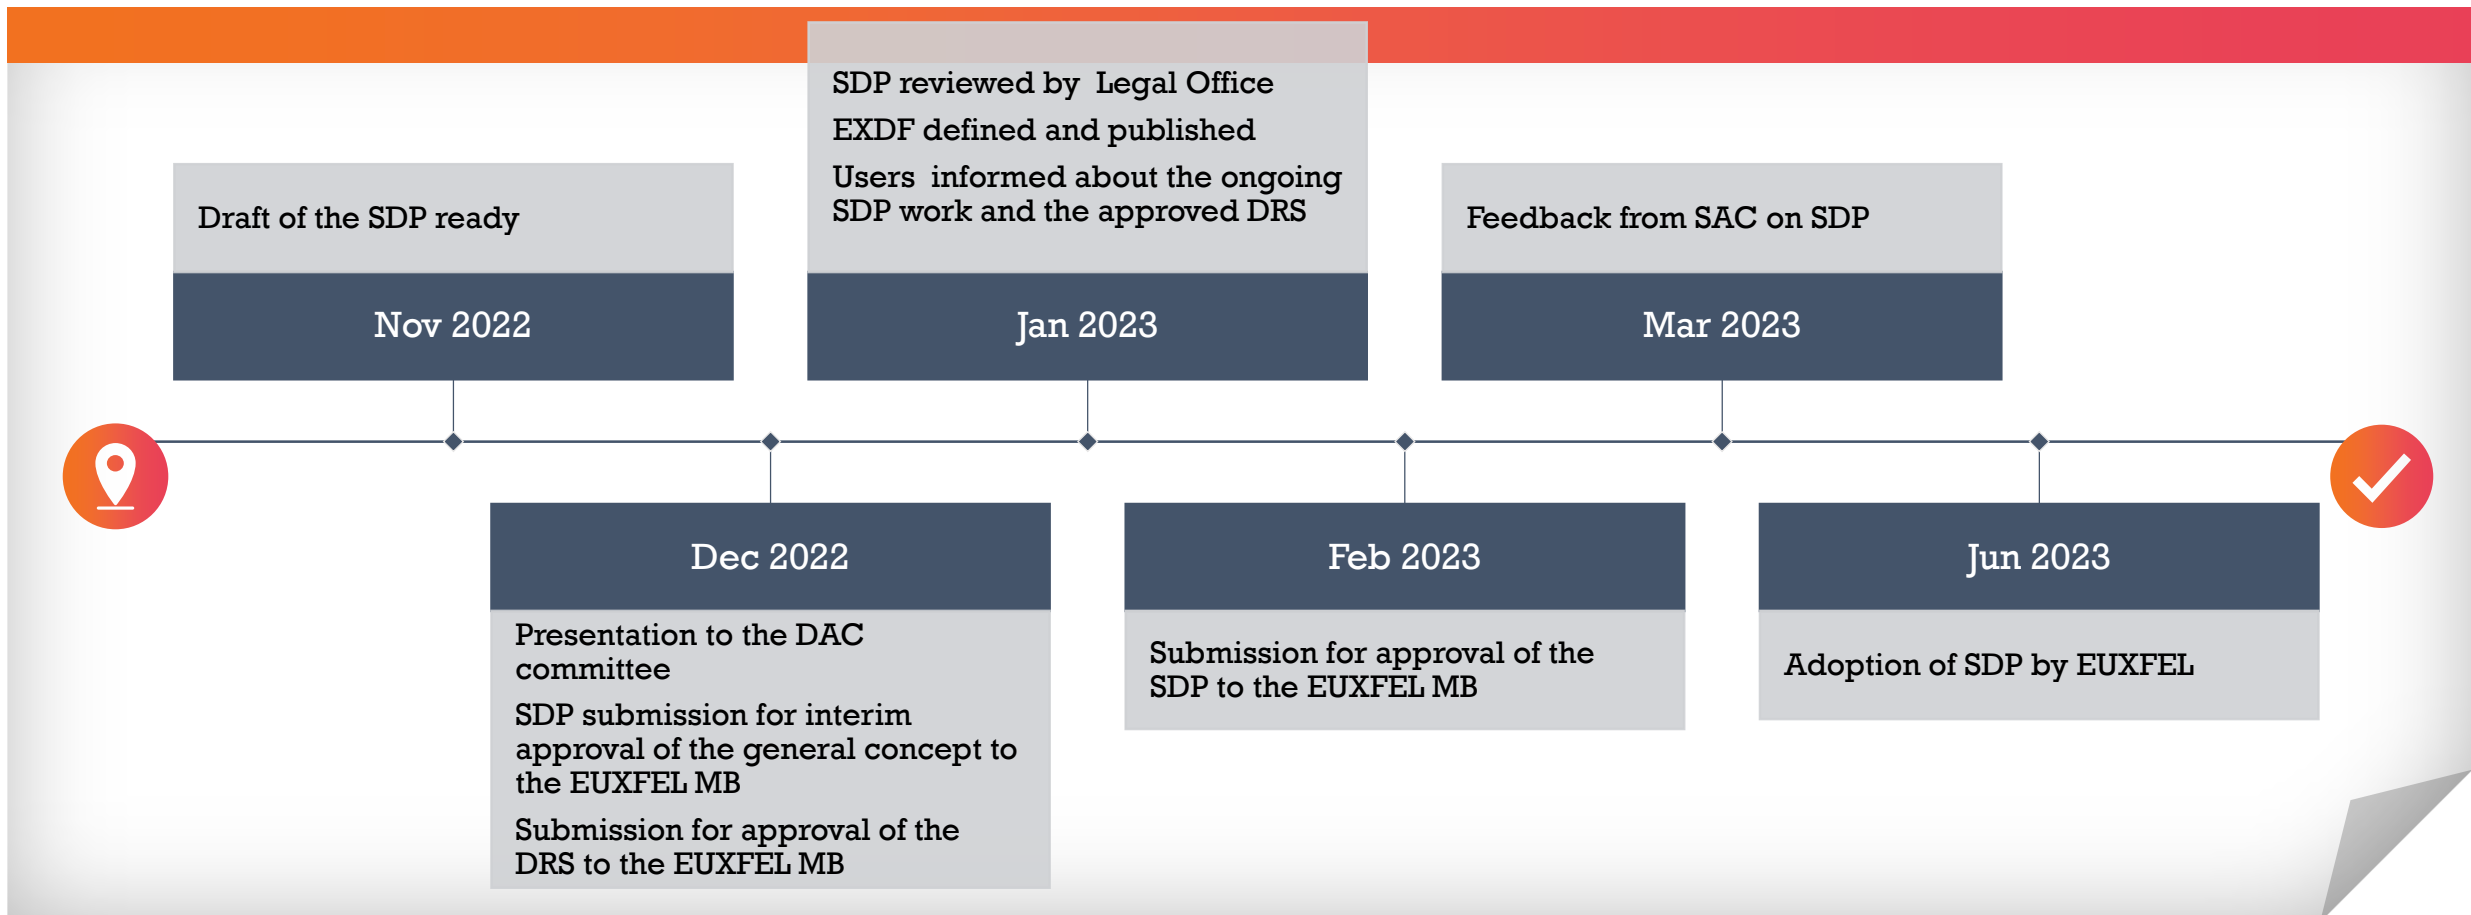 Draft of the SDP ready
Nov 2022
Presentation to the DAC
committee
SDP submission for interim
approval of the general concept to
the EUXFEL MB
Submission for approval of the
DRS to the EUXFEL MB
Dec 2022
SDP reviewed by  Legal Office
EXDF defined and published
Users  informed about the ongoing
SDP work and the approved DRS
Jan 2023
Feb 2023
Submission for approval of the
SDP to the EUXFEL MB
Feedback from SAC on SDP
Mar 2023
Jun 2023
Adoption of SDP by EUXFEL